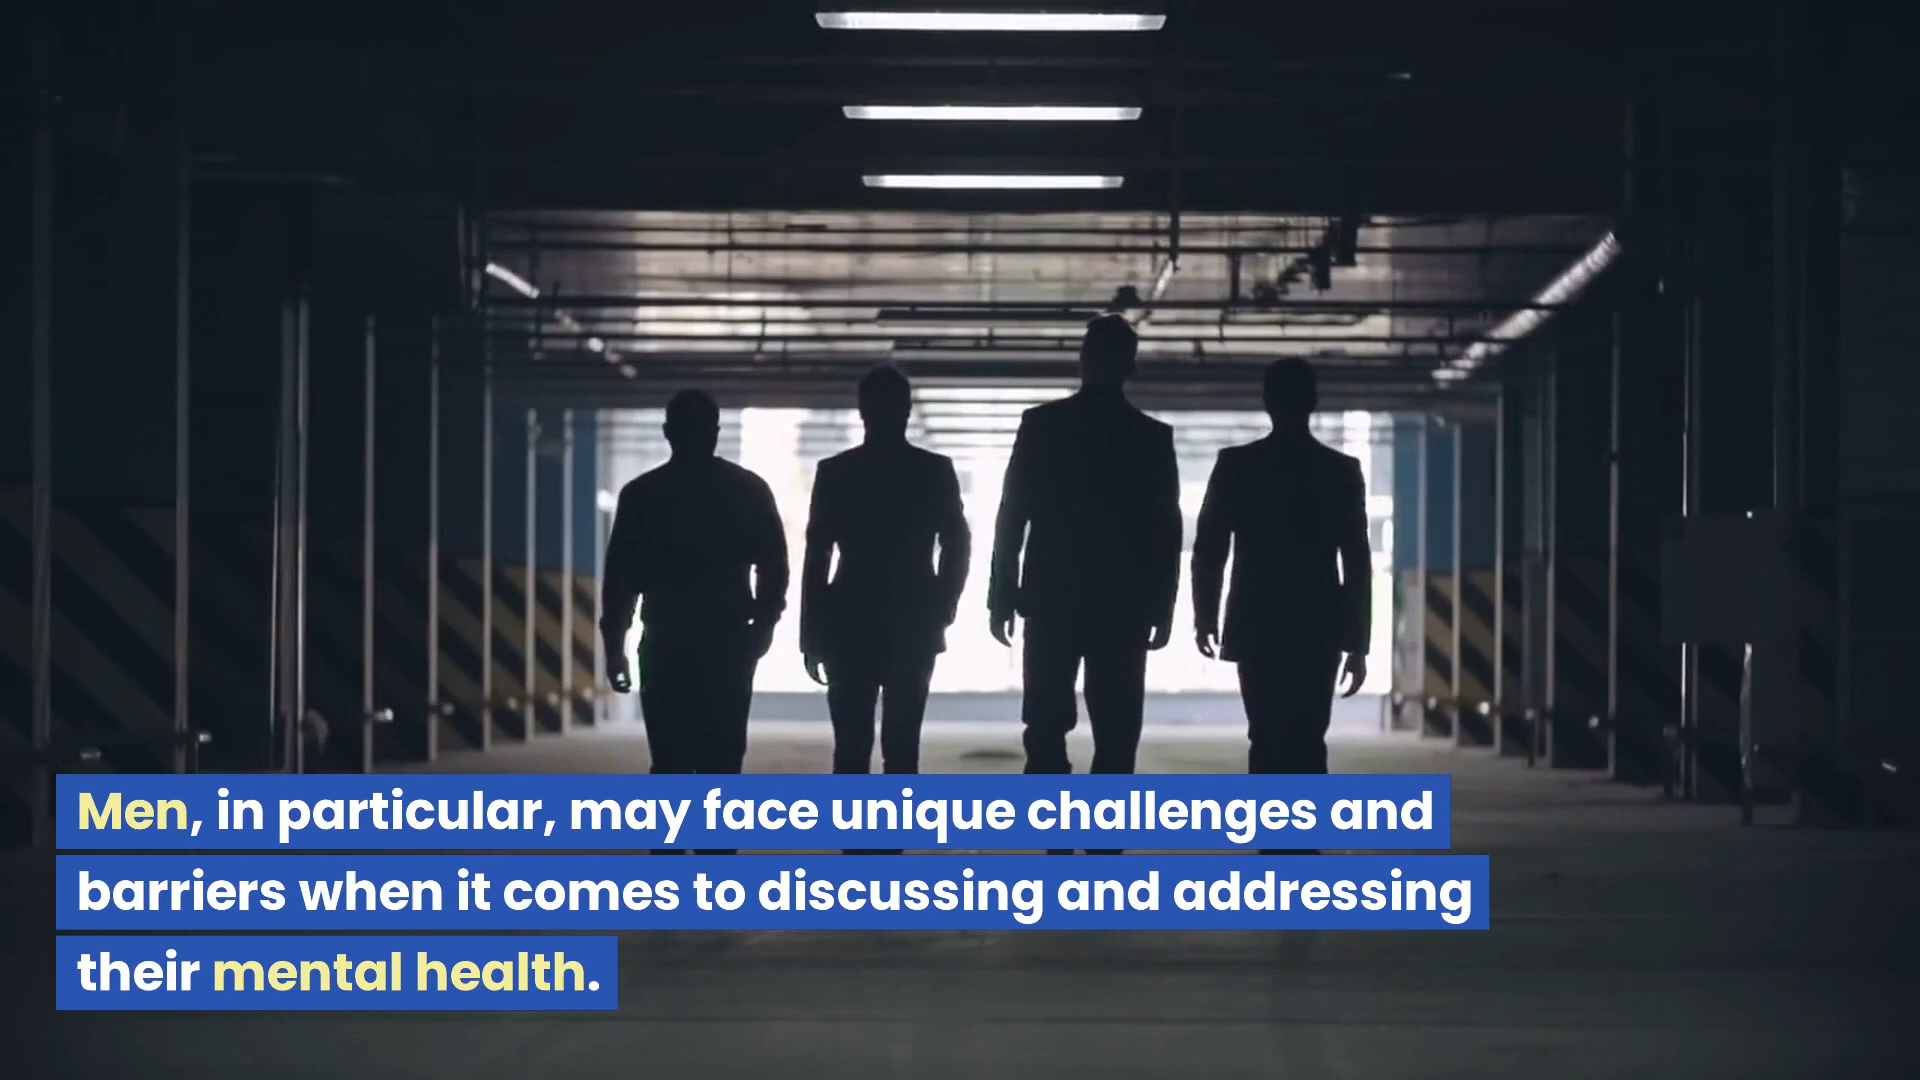 Men, in particular, may face unique challenges and
barriers when it comes to discussing and addressing
their mental health.